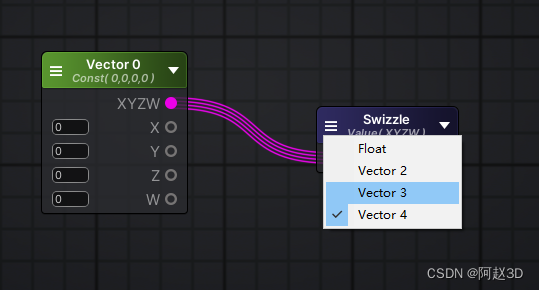 Vector 0
Const( 0,0,0,0 )
XYZW
0 X
0 Y
0 Z
0 W
Swizzle
Value( XYZW )
Float
Vector 2
Vector 3
Vector 4
CSDN @阿赵3D